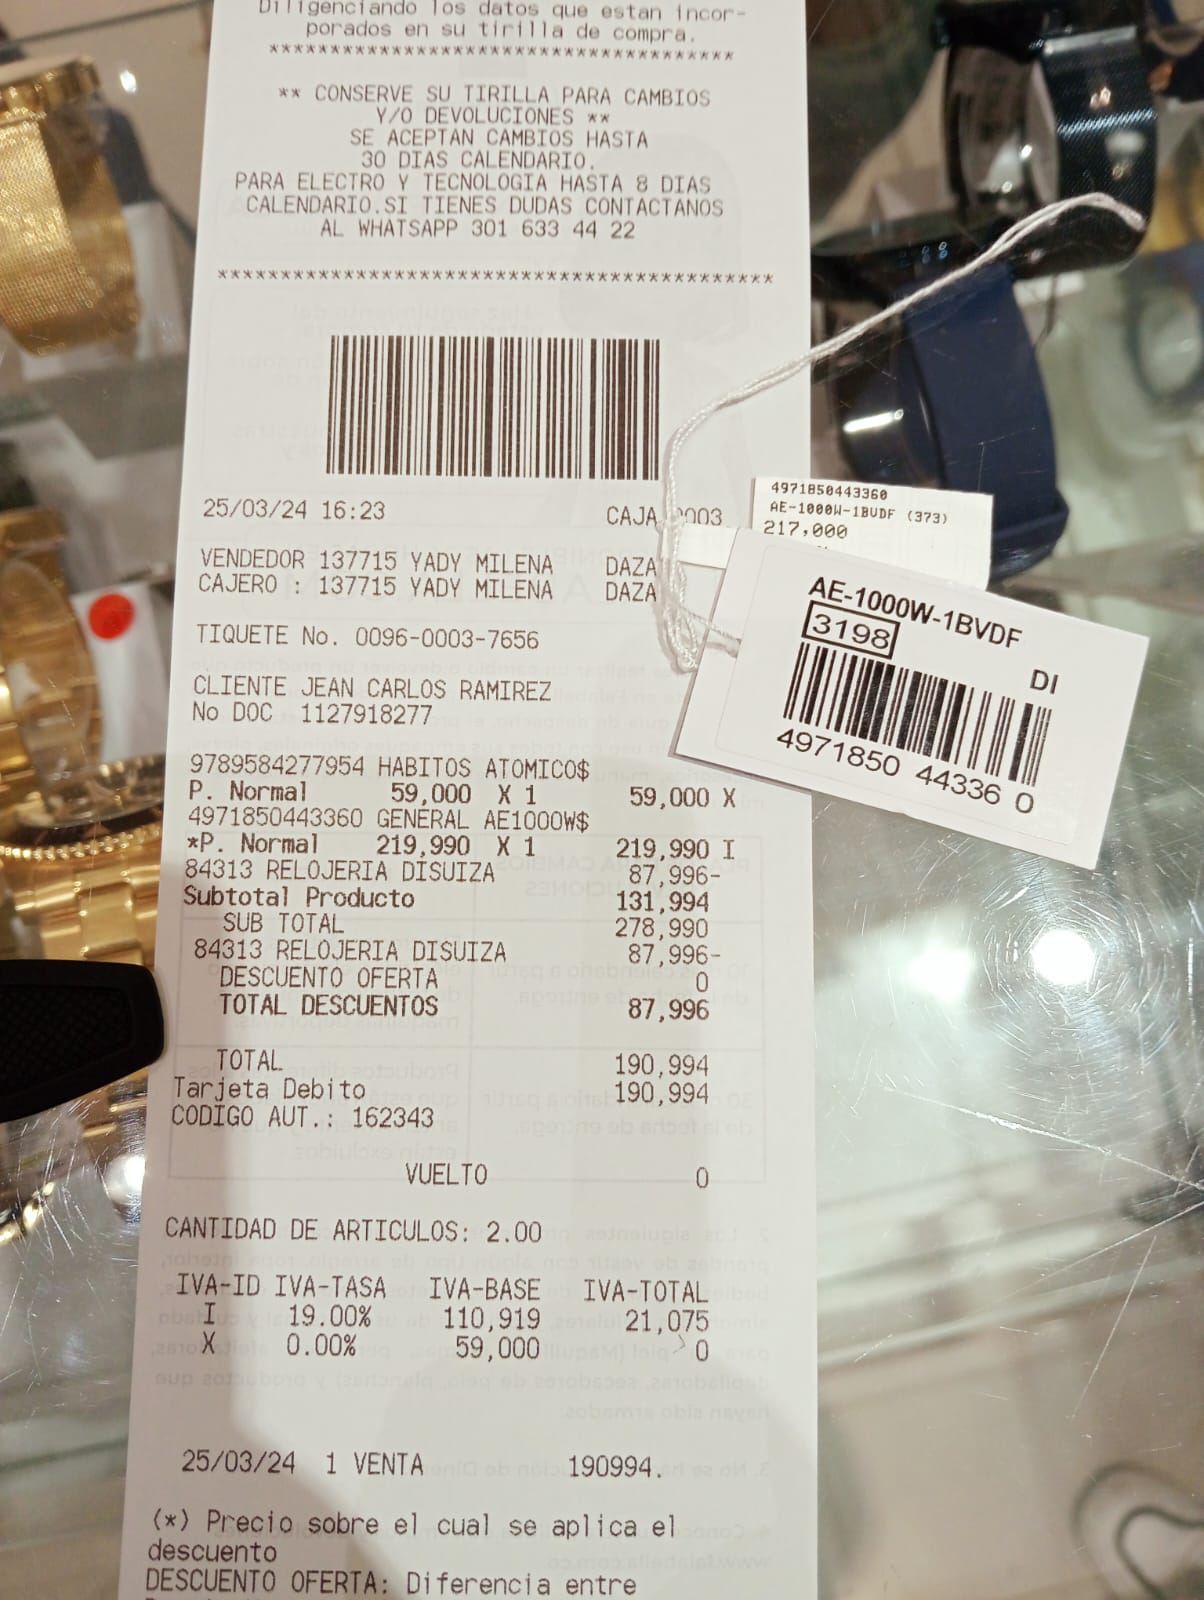 Diligenciando los datos que estan incor-
porados en su tirilla de compra.
******************************************
** CONSERVE SU TIRILLA PARA CAMBIOS
Y/O DEVOLUCIONES **
SE ACEPTAN CAMBIOS HASTA
30 DIAS CALENDARIO.
PARA ELECTRO Y TECNOLOGIA HASTA 8 DIAS
CALENDARIO.SI TIENES DUDAS CONTACTANOS
AL WHATSAPP 301 633 44 22
******************************************
25/03/24 16:23 CAJA 0003
VENDEDOR 137715 YADY MILENA DAZA
CAJERO : 137715 YADY MILENA DAZA
TIQUETE No. 0096-0003-7656
CLIENTE JEAN CARLOS RAMIREZ
No DOC 1127918277
9789584277954 HABITOS ATOMICO$
P. Normal 59,000 X 1 59,000 X
4971850443360 GENERAL AE1000W$
*P. Normal 219,990 X 1 219,990 I
84313 RELOJERIA DISUIZA 87,996-
Subtotal Producto 131,994
SUB TOTAL 278,990
84313 RELOJERIA DISUIZA 87,996-
DESCUENTO OFERTA 0
TOTAL DESCUENTOS 87,996
TOTAL 190,994
Tarjeta Debito 190,994
CODIGO AUT.: 162343
VUELTO 0
CANTIDAD DE ARTICULOS: 2.00
IVA-ID IVA-TASA IVA-BASE IVA-TOTAL
I 19.00% 110,919 21,075
X 0.00% 59,000 0
25/03/24 1 VENTA 190994.
(*) Precio sobre el cual se aplica el
descuento
DESCUENTO OFERTA: Diferencia entre
4971850443360
AE-1000W-1BVDF (373)
217,000
AE-1000W-1BVDF
3198
DI
4971850 44336 0